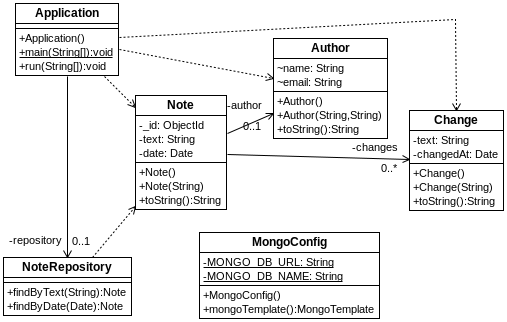 Application
+Application()
+main(String[]):void
+run(String[]):void
Author
~name: String
~email: String
+Author()
+Author(String,String)
+toString():String
Note
-_id: ObjectId
-text: String
-date: Date
+Note()
+Note(String)
+toString():String
-author
0..1
Change
-text: String
-changedAt: Date
+Change()
+Change(String)
+toString():String
-changes
0..*
-repository
0..1
NoteRepository
+findByText(String):Note
+findByDate(Date):Note
MongoConfig
-MONGO_DB_URL: String
-MONGO_DB_NAME: String
+MongoConfig()
+mongoTemplate():MongoTemplate